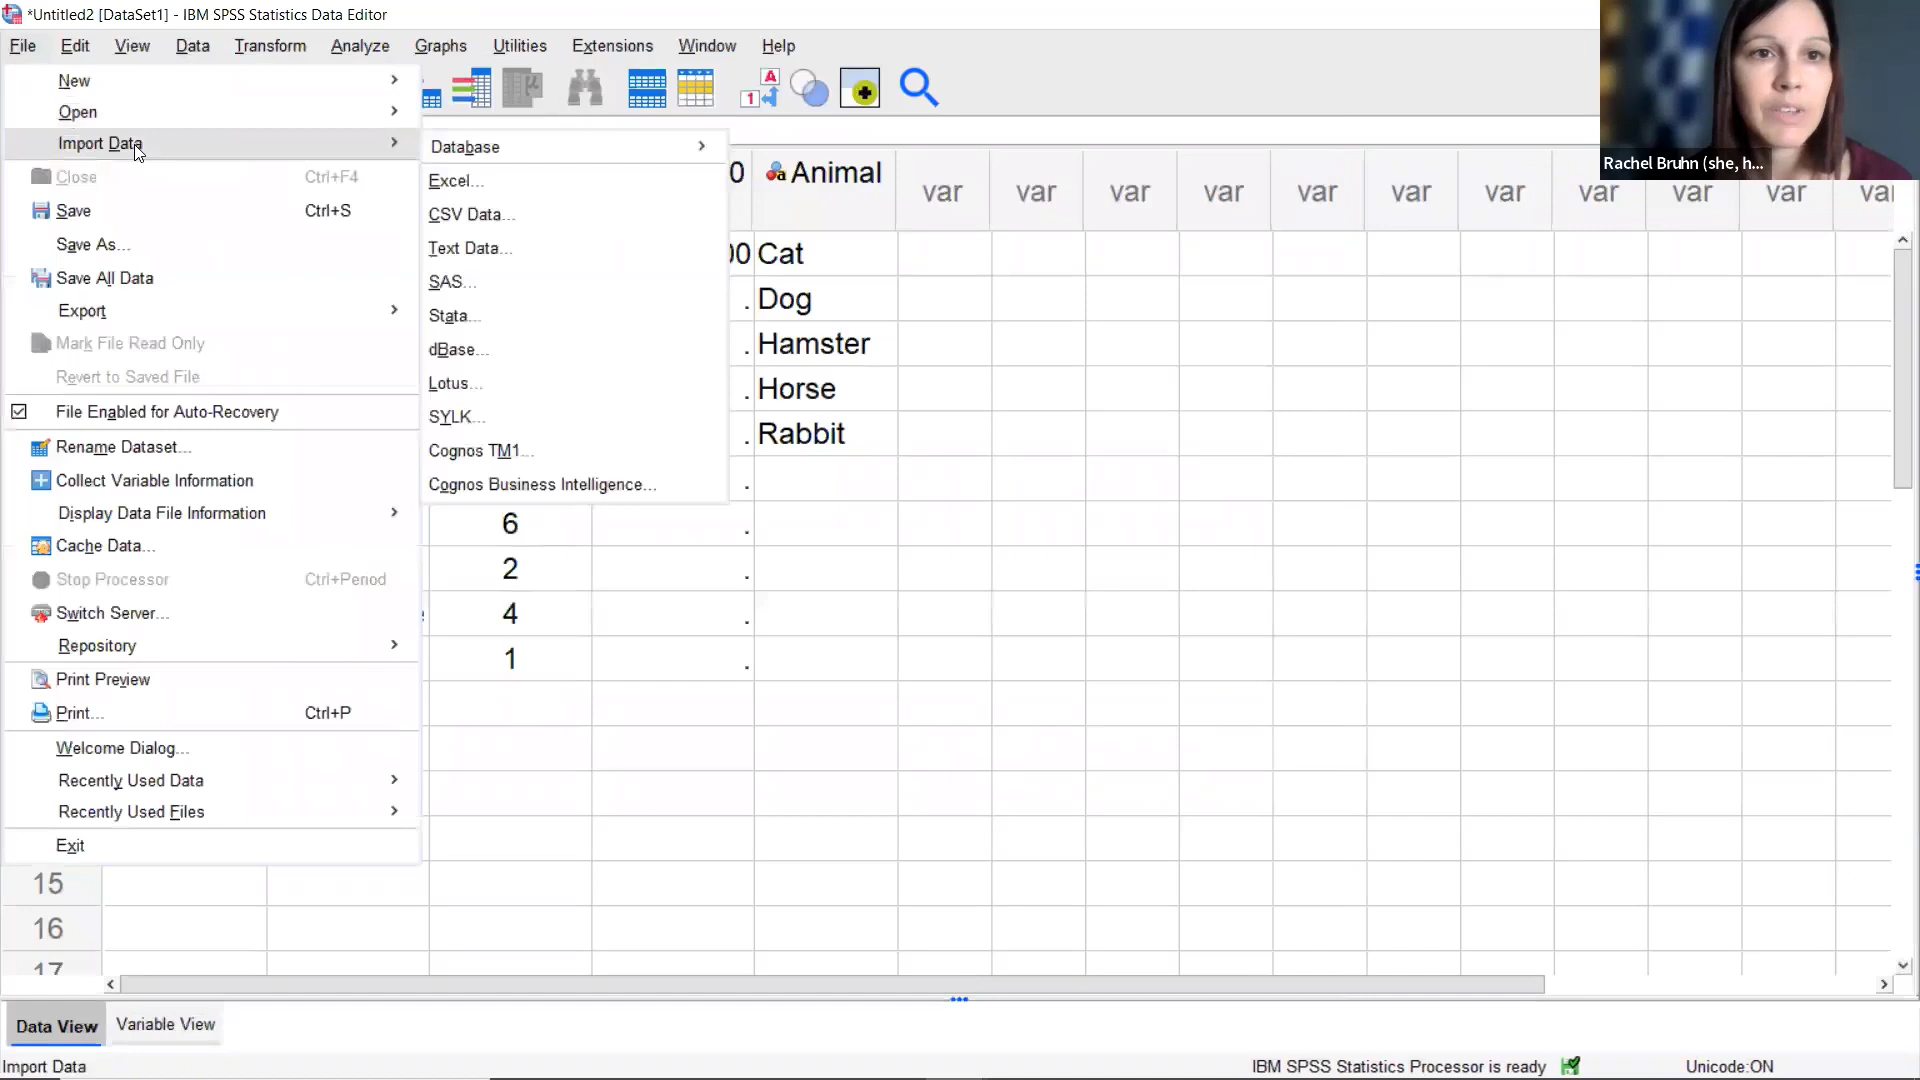 *Untitled2 [DataSet1] - IBM SPSS Statistics Data Editor
File Edit View Data Transform Analyze Graphs Utilities Extensions Window Help
New
Open
Import Data
Close Ctrl+F4
Save Ctrl+S
Save As...
Save All Data
Export
Mark File Read Only
Revert to Saved File
File Enabled for Auto-Recovery
Rename Dataset...
Collect Variable Information
Display Data File Information
Cache Data...
Stop Processor Ctrl+Period
Switch Server...
Repository
Print Preview
Print... Ctrl+P
Welcome Dialog...
Recently Used Data
Recently Used Files
Exit
Database
Excel...
CSV Data...
Text Data...
SAS...
Stata...
dBase...
Lotus...
SYLK...
Cognos TM1...
Cognos Business Intelligence...
A
1
Rachel Bruhn (she, h...
0 Animal var var var var var var var var var var va
00 Cat
. Dog
. Hamster
. Horse
. Rabbit
.
6 .
2 .
4 .
1 .
15
16
17
Data View Variable View
Import Data IBM SPSS Statistics Processor is ready Unicode:ON